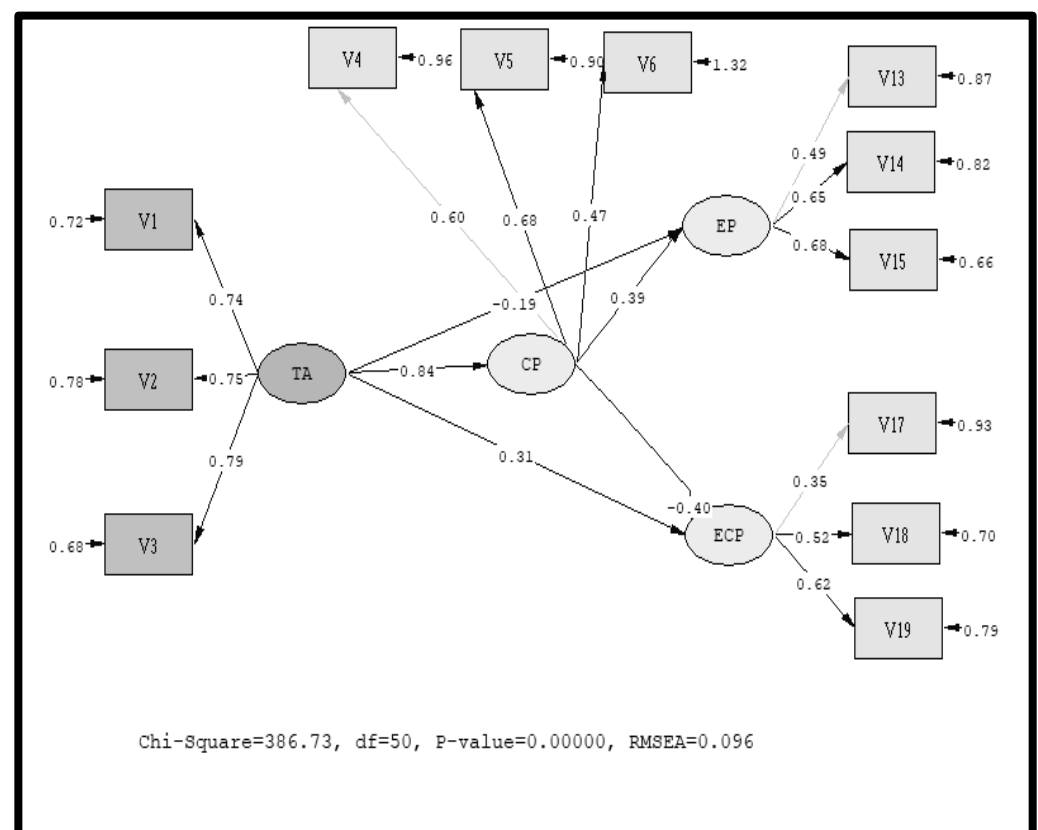 V4 0.96 V5 0.90 V6 1.32
V13 0.87
0.49
V14 0.82
0.65
V1 0.72
0.60 0.68 0.47
EP
0.68
V15 0.66
0.74
-0.19 0.39
TA 0.84 CP
V2 0.78 0.75
V17 0.93
0.79
0.31
0.35
-0.40
V3 0.68
ECP 0.52 V18 0.70
0.62
V19 0.79
Chi-Square=386.73, df=50, P-value=0.00000, RMSEA=0.096